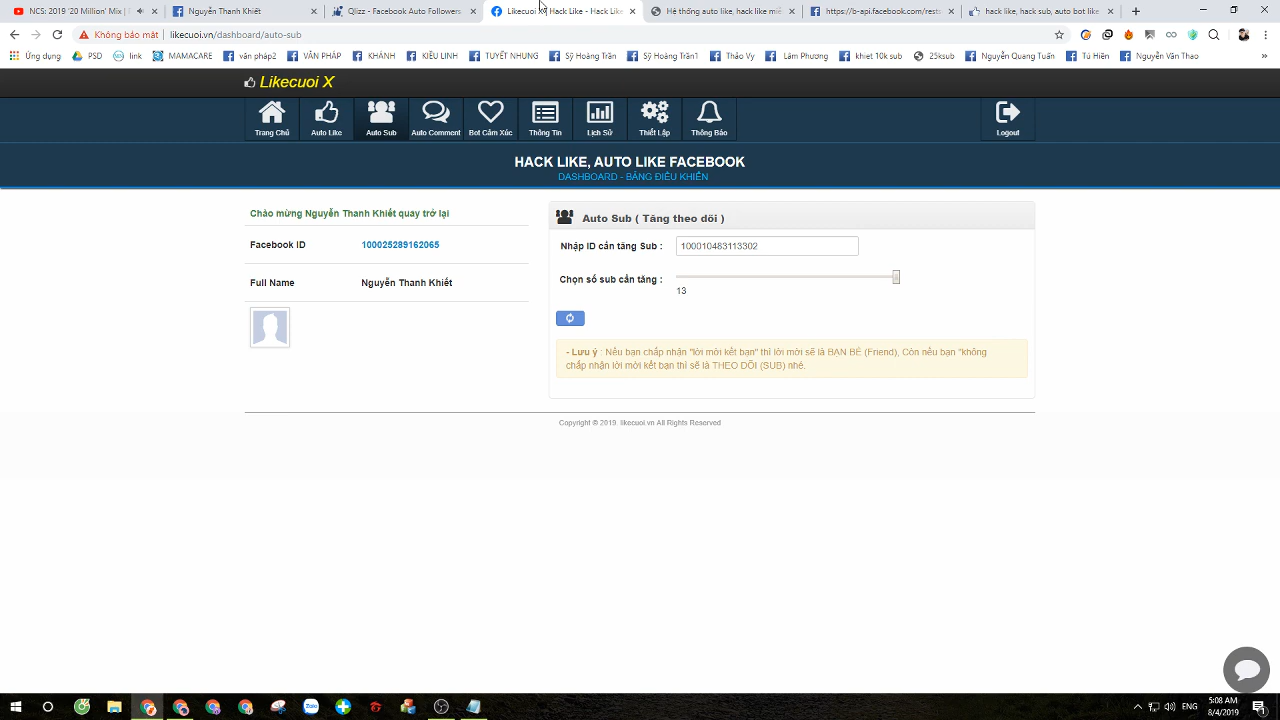 NCS: 2019 '20 Million' Mix |
Nguyễn Thanh Khiết
Qlizz - Facebook Auto Followers
Likecuoi X - Hack Like - Hack Like
Hệ thống auto like, hack like miễ
https://b-api.facebook.com/rests
hack like, hack sub, auto bot like
Không bảo mật | likecuoi.vn/dashboard/auto-sub
Ứng dụng
PSD
link
MAMACARE
văn pháp2
VĂN PHÁP
KHÁNH
KIỀU LINH
TUYẾT NHUNG
Sỹ Hoàng Trần
Sỹ Hoàng Trần1
Thảo Vy
Lâm Phương
khiet 10k sub
25ksub
Nguyễn Quang Tuấn
Tú Hiên
Nguyễn Văn Thao
»
Likecuoi X
Trang Chủ
Auto Like
Auto Sub
Auto Comment
Bot Cảm Xúc
Thông Tin
Lịch Sử
Thiết Lập
Thông Báo
Logout
HACK LIKE, AUTO LIKE FACEBOOK
DASHBOARD - BẢNG ĐIỀU KHIỂN
Chào mừng Nguyễn Thanh Khiết quay trở lại
Facebook ID 100025289162065
Full Name Nguyễn Thanh Khiết
Auto Sub ( Tăng theo dõi )
Nhập ID cần tăng Sub : 100010483113302
Chọn số sub cần tăng :
13
- Lưu ý : Nếu bạn chấp nhận "lời mời kết bạn" thì lời mời sẽ là BẠN BÈ (Friend), Còn nếu bạn "không
chấp nhận lời mời kết bạn thì sẽ là THEO DÕI (SUB) nhé.
Copyright © 2019. likecuoi.vn All Rights Reserved
Zalo
ENG
5:08 AM
8/4/2019